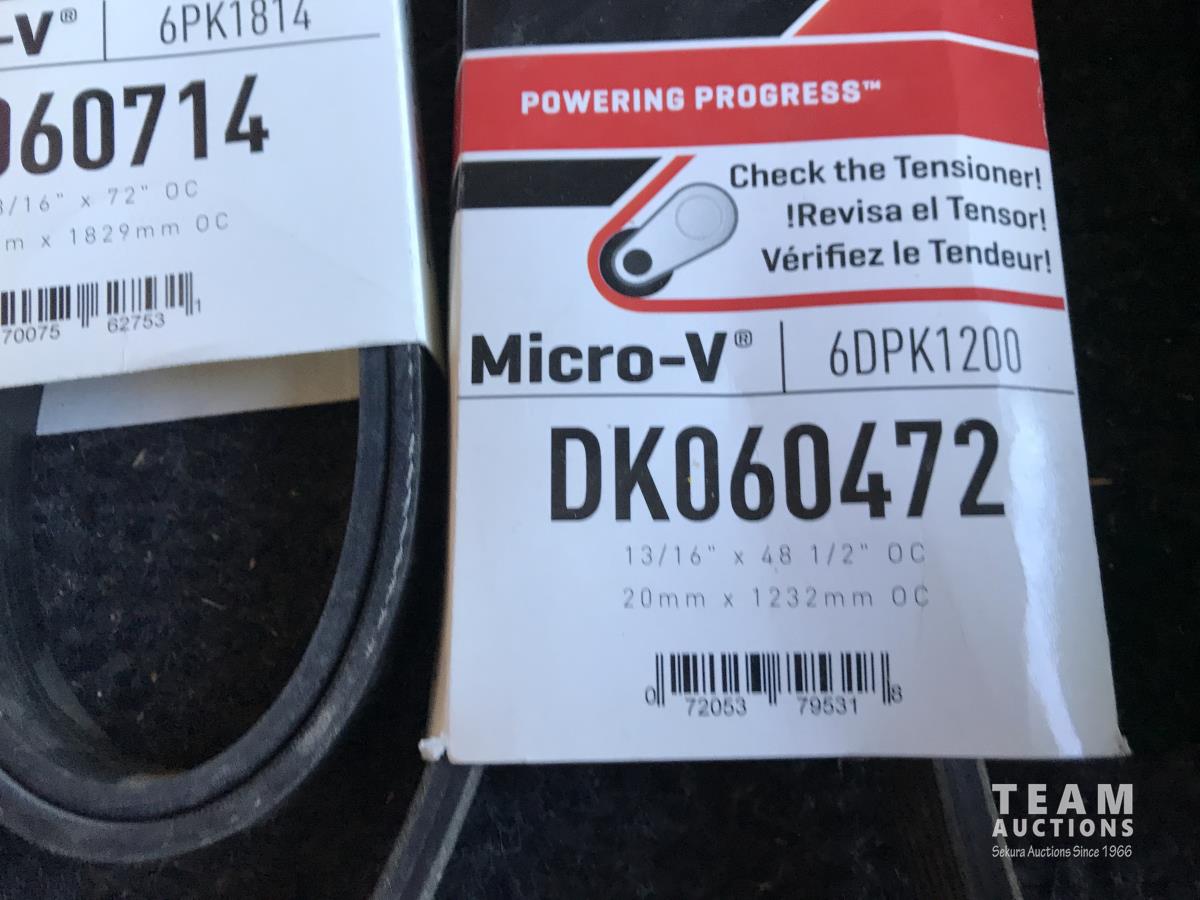 -V® | 6PK1814
060714
3/16" x 72" OC
m x 1829mm OC
70075 62753 1
POWERING PROGRESS™
Check the Tensioner!
!Revisa el Tensor!
Vérifiez le Tendeur!
Micro-V® | 6DPK1200
DK060472
13/16" x 48 1/2" OC
20mm x 1232mm OC
0 72053 79531 8
TEAM
AUCTIONS
Sekura Auctions Since 1966